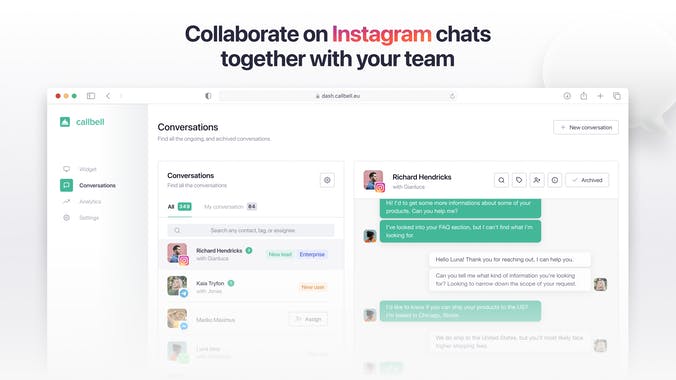 Collaborate on Instagram chats
together with your team
dash.callbell.eu
callbell
Widget
Conversations
Analytics
Settings
Conversations
Find all the ongoing, and archived conversations.
+ New conversation
Conversations
Find all the conversations
All 349
My conversation 84
Search any contact, tag, or assignee.
Richard Hendricks
with Gianluca
New lead
Enterprise
Kaia Tryfon
with Jonas
New user
Madio Maximus
Assign
Luna
Richard Hendricks
with Gianluca
Archived
Hi! I'd to get some more informations about some of your
products. Can you help me?
I've looked into your FAQ section, but I can't find what I'm
looking for.
Hello Luna! Thank you for reaching out, I can help.
Can you tell me what kind of information you're looking
for? Looking to narrow down the scope of your request.
I'd like to know if you can ship your products to the US?
I'm based in Chicago, Illinois.
We do ship to the United States, but you'll most likely face
higher shipping fees.